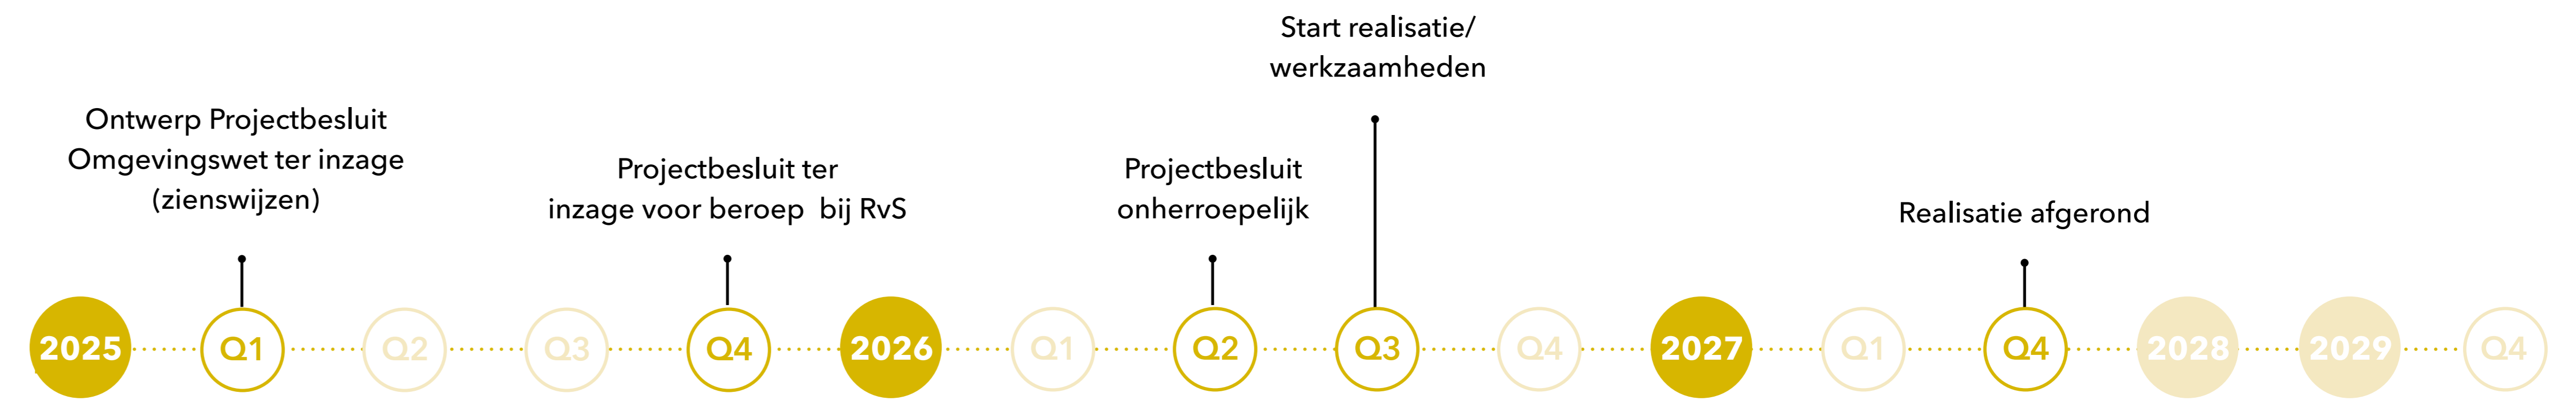 Start realisatie/
werkzaamheden
Ontwerp Projectbesluit
Omgevingswet ter inzage
(zienswijzen)
Projectbesluit ter
inzage voor beroep  bij RvS
Projectbesluit
onherroepelijk
Realisatie afgerond
2025 Q1 Q2 Q3 Q4 2026 Q1 Q2 Q3 Q4 2027 Q1 Q4 2028 2029 Q4